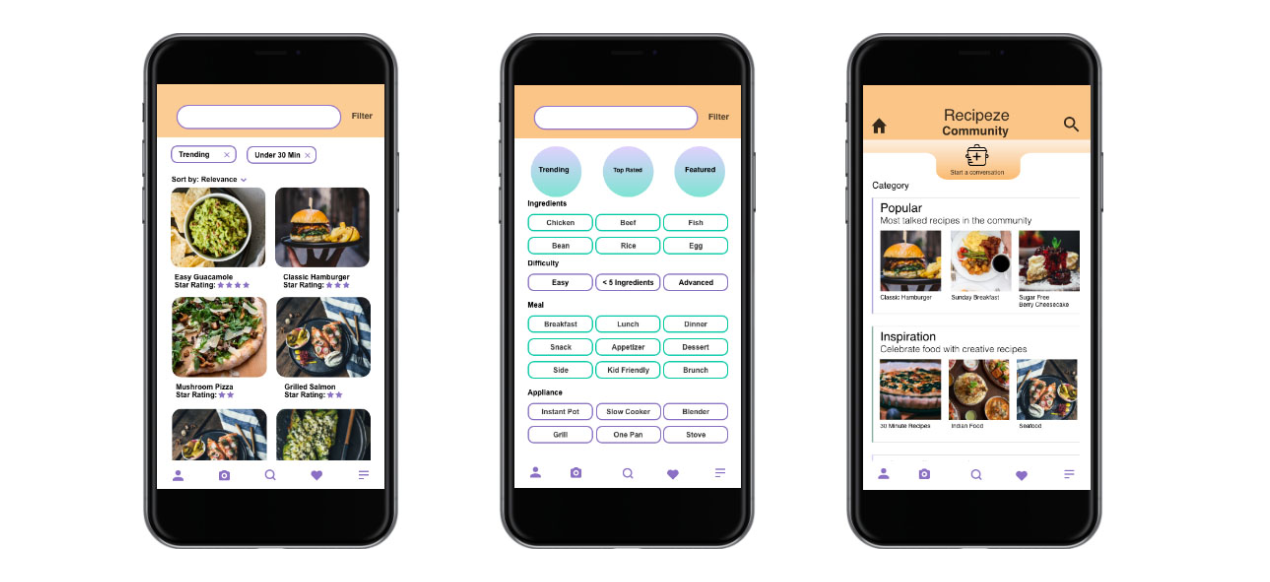 Filter
Trending
Under 30 Min
Sort by: Relevance
Easy Guacamole
Star Rating:
Classic Hamburger
Star Rating:
Mushroom Pizza
Star Rating:
Grilled Salmon
Star Rating:
Filter
Trending
Top Rated
Featured
Ingredients
Chicken
Beef
Fish
Bean
Rice
Egg
Difficulty
Easy
< 5 Ingredients
Advanced
Meal
Breakfast
Lunch
Dinner
Snack
Appetizer
Dessert
Side
Kid Friendly
Brunch
Appliance
Instant Pot
Slow Cooker
Blender
Grill
One Pan
Stove
Recipeze
Community
Start a conversation
Category
Popular
Most talked recipes in the community
Classic Hamburger
Sunday Breakfast
Sugar Free
Berry Cheesecake
Inspiration
Celebrate food with creative recipes
30 Minute Recipes
Indian Food
Seafood